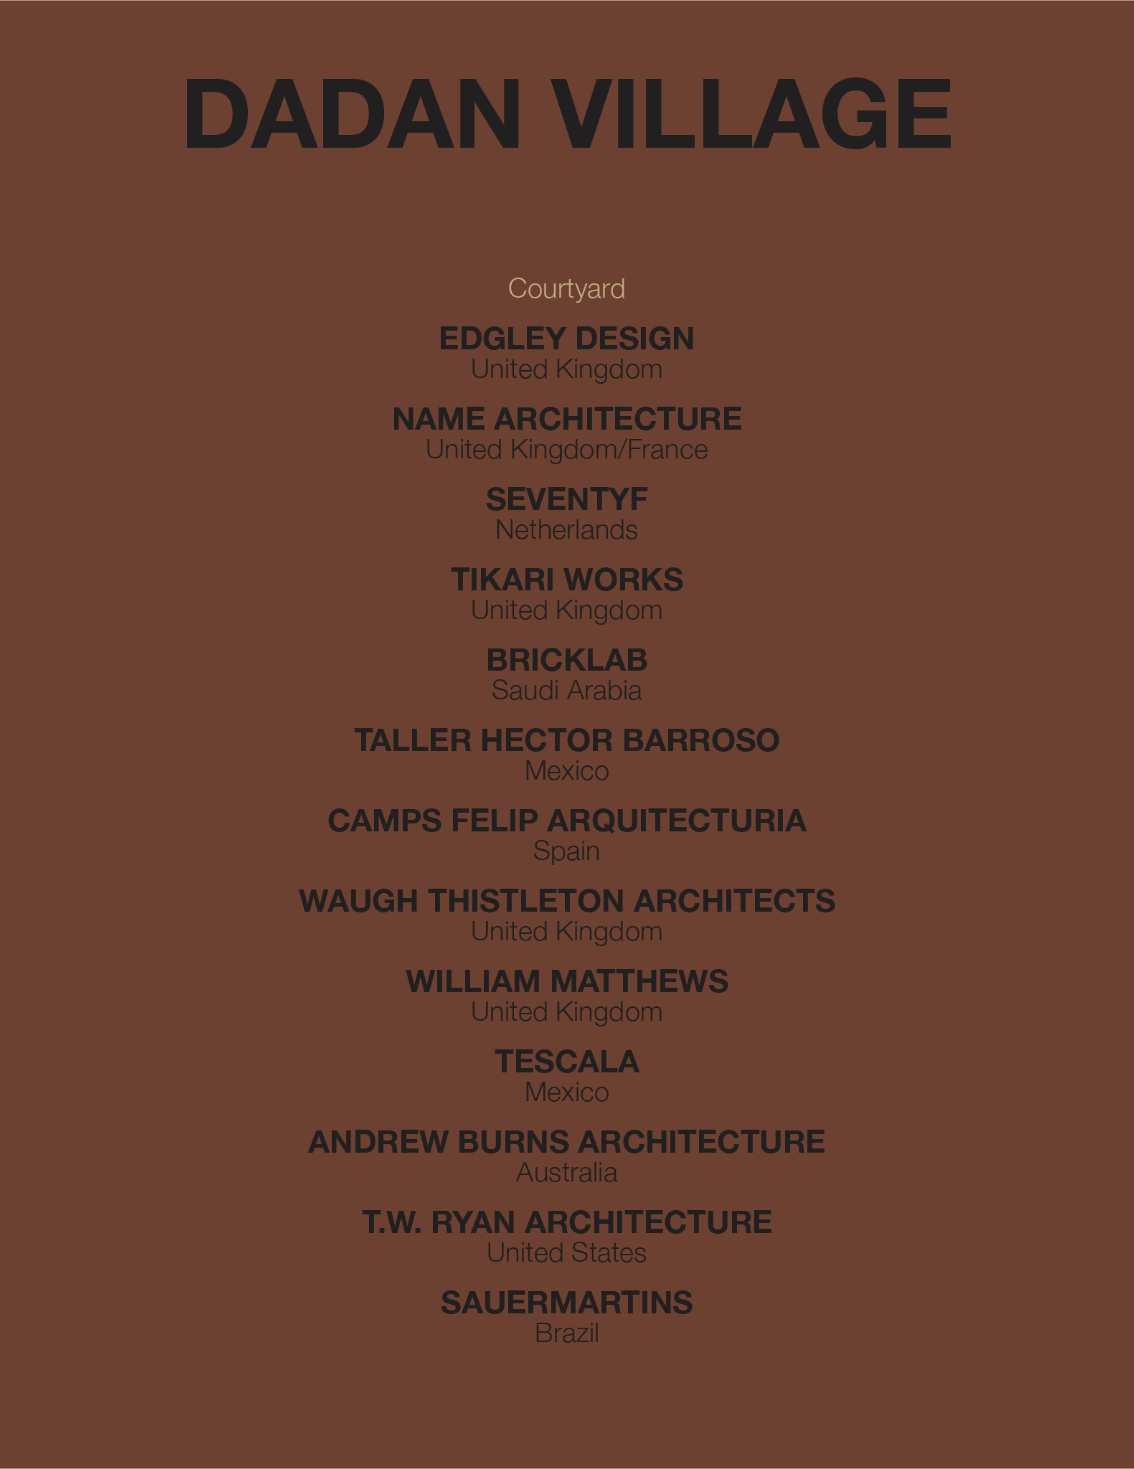 DADAN VILLAGE
Courtyard
EDGLEY DESIGN
United Kingdom
NAME ARCHITECTURE
United Kingdom/France
SEVENTYF
Netherlands
TIKARI WORKS
United Kingdom
BRICKLAB
Saudi Arabia
TALLER HECTOR BARROSO
Mexico
CAMPS FELIP ARQUITECTURIA
Spain
WAUGH THISTLETON ARCHITECTS
United Kingdom
WILLIAM MATTHEWS
United Kingdom
TESCALA
Mexico
ANDREW BURNS ARCHITECTURE
Australia
T.W. RYAN ARCHITECTURE
United States
SAUERMARTINS
Brazil